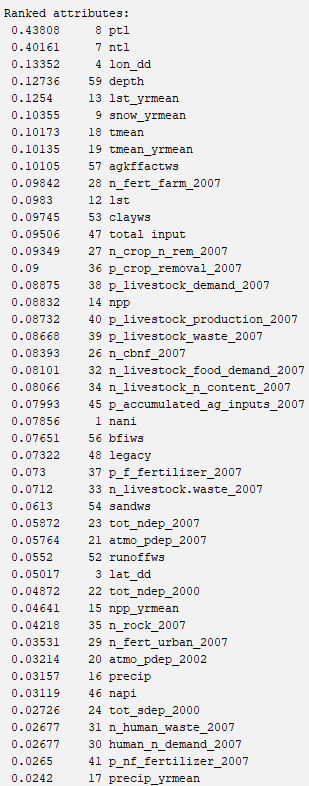 Ranked attributes:
0.43808 8 ptl
0.40161 7 ntl
0.13352 4 lon_dd
0.12736 59 depth
0.1254 13 lst_yrmean
0.10355 9 snow_yrmean
0.10173 18 tmean
0.10135 19 tmean_yrmean
0.10105 57 agkffactws
0.09842 28 n_fert_farm_2007
0.0983 12 lst
0.09745 53 clayws
0.09506 47 total input
0.09349 27 n_crop_n_rem_2007
0.09 36 p_crop_removal_2007
0.08875 38 p_livestock_demand_2007
0.08832 14 npp
0.08732 40 p_livestock_production_2007
0.08668 39 p_livestock_waste_2007
0.08393 26 n_cbnf_2007
0.08101 32 n_livestock_food_demand_2007
0.08066 34 n_livestock_n_content_2007
0.07993 45 p_accumulated_ag_inputs_2007
0.07856 1 nani
0.07651 56 bfiws
0.07322 48 legacy
0.073 37 p_f_fertilizer_2007
0.0712 33 n_livestock.waste_2007
0.0613 54 sandws
0.05872 23 tot_ndep_2007
0.05764 21 atmo_pdep_2007
0.0552 52 runoffws
0.05017 3 lat_dd
0.04872 22 tot_ndep_2000
0.04641 15 npp_yrmean
0.04218 35 n_rock_2007
0.03531 29 n_fert_urban_2007
0.03214 20 atmo_pdep_2002
0.03157 16 precip
0.03119 46 napi
0.02726 24 tot_sdep_2000
0.02677 31 n_human_waste_2007
0.02677 30 human_n_demand_2007
0.0265 41 p_nf_fertilizer_2007
0.0242 17 precip_yrmean